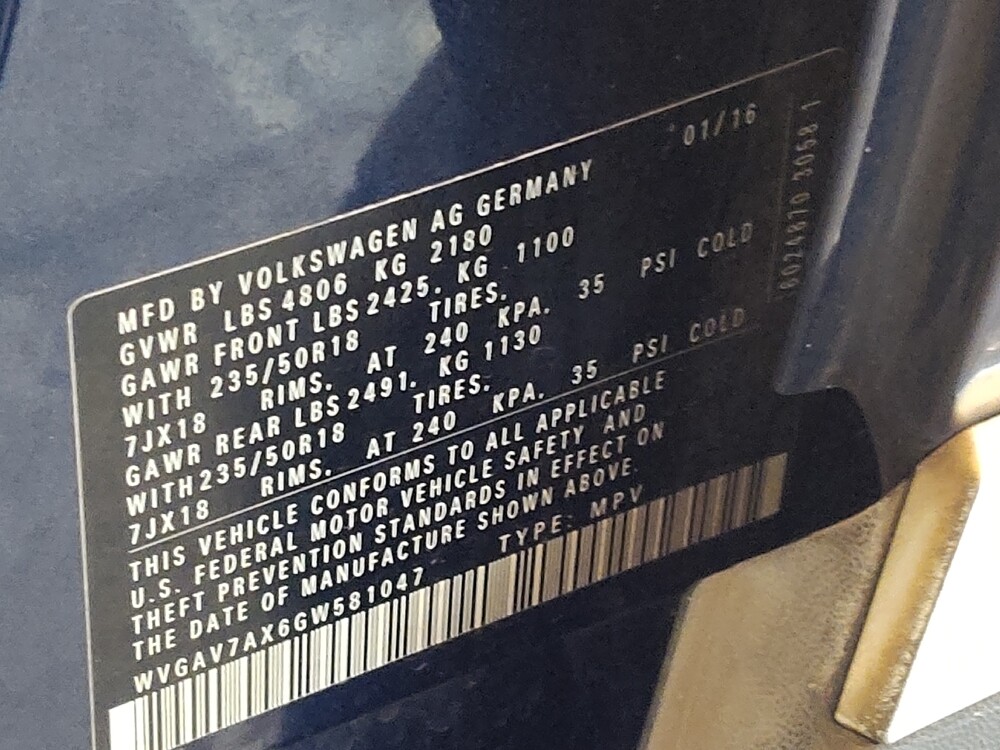 01/16
MFD BY VOLKSWAGEN AG GERMANY
GVWR LBS 4806 KG 2180
GAWR FRONT LBS 2425. KG 1100
WITH 235/50R18 TIRES.
7JX18 RIMS. AT 240 KPA. 35 PSI COLD
GAWR REAR LBS 2491. KG 1130
WITH 235/50R18 TIRES.
7JX18 RIMS. AT 240 KPA. 35 PSI COLD
THIS VEHICLE CONFORMS TO ALL APPLICABLE
U.S. FEDERAL MOTOR VEHICLE SAFETY AND
THEFT PREVENTION STANDARDS IN EFFECT ON
THE DATE OF MANUFACTURE SHOWN ABOVE.
WVGAV7AX6GW581047 TYPE: MPV